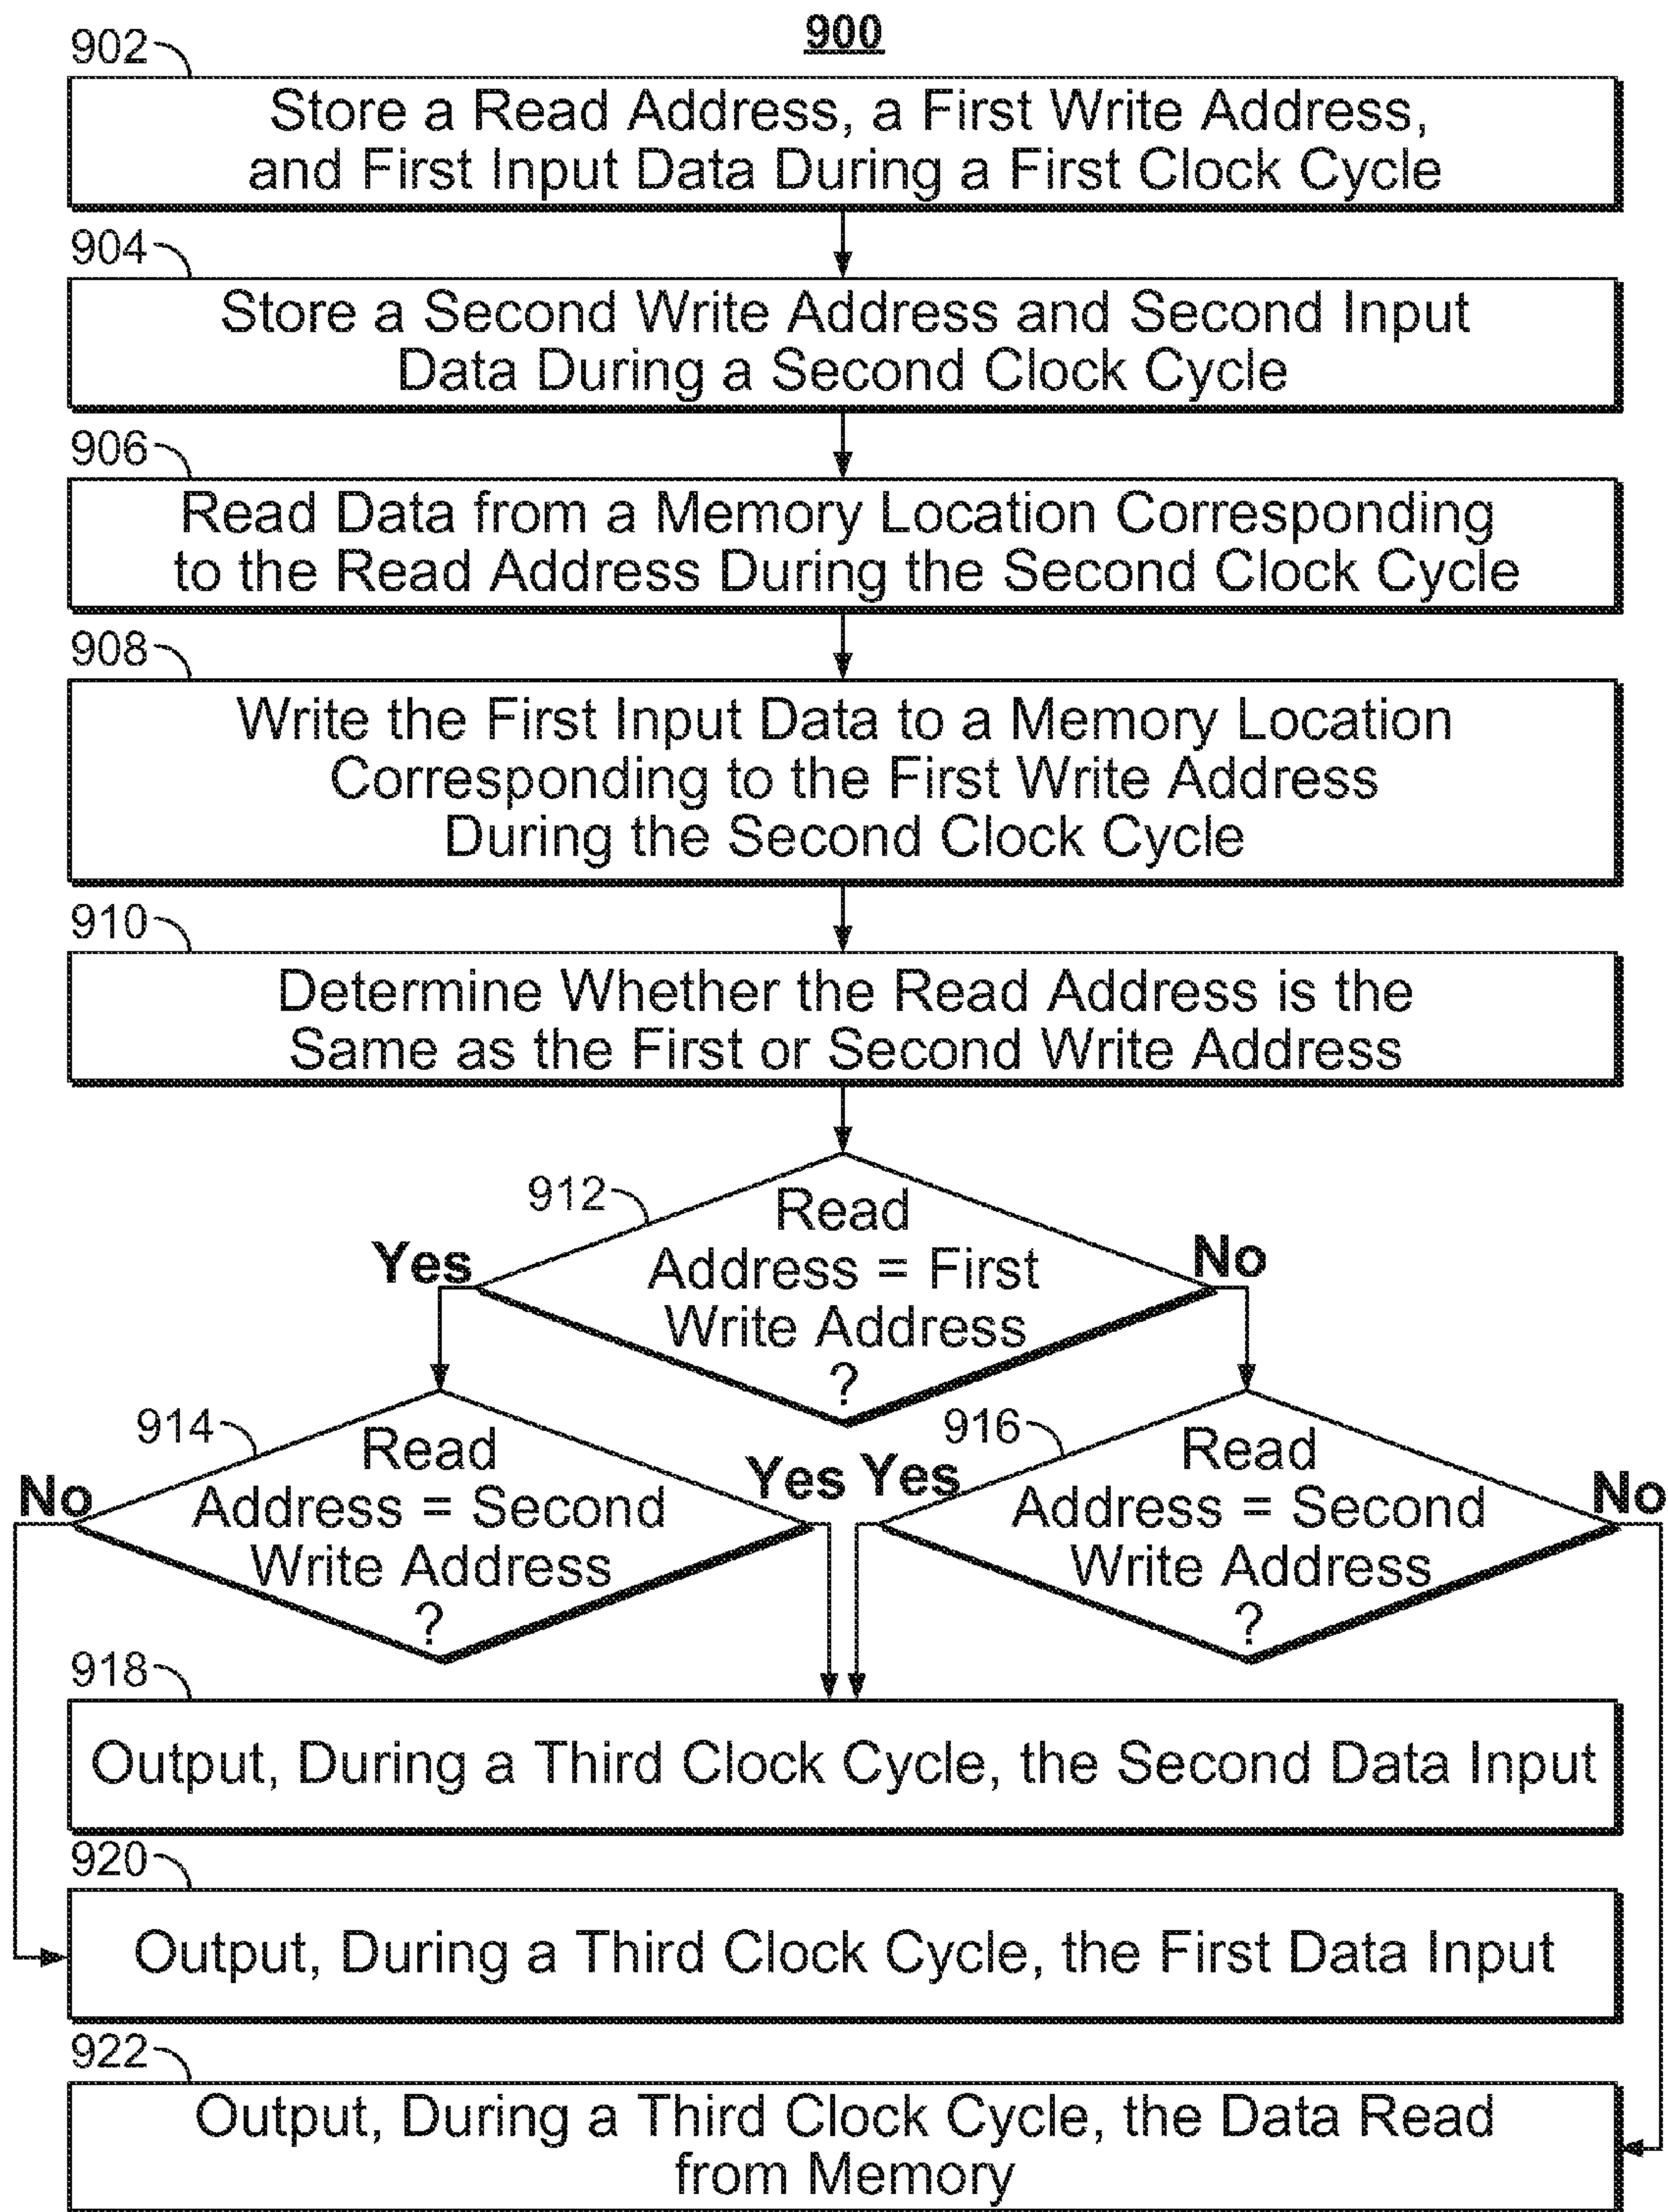 900
902
Store a Read Address, a First Write Address,
and First Input Data During a First Clock Cycle
904
Store a Second Write Address and Second Input
Data During a Second Clock Cycle
906
Read Data from a Memory Location Corresponding
to the Read Address During the Second Clock Cycle
908
Write the First Input Data to a Memory Location
Corresponding to the First Write Address
During the Second Clock Cycle
910
Determine Whether the Read Address is the
Same as the First or Second Write Address
912
Read
Address = First
Write Address
?
Yes
No
914
Read
Address = Second
Write Address
?
No
Yes
916
Read
Address = Second
Write Address
?
Yes
No
918
Output, During a Third Clock Cycle, the Second Data Input
920
Output, During a Third Clock Cycle, the First Data Input
922
Output, During a Third Clock Cycle, the Data Read
from Memory